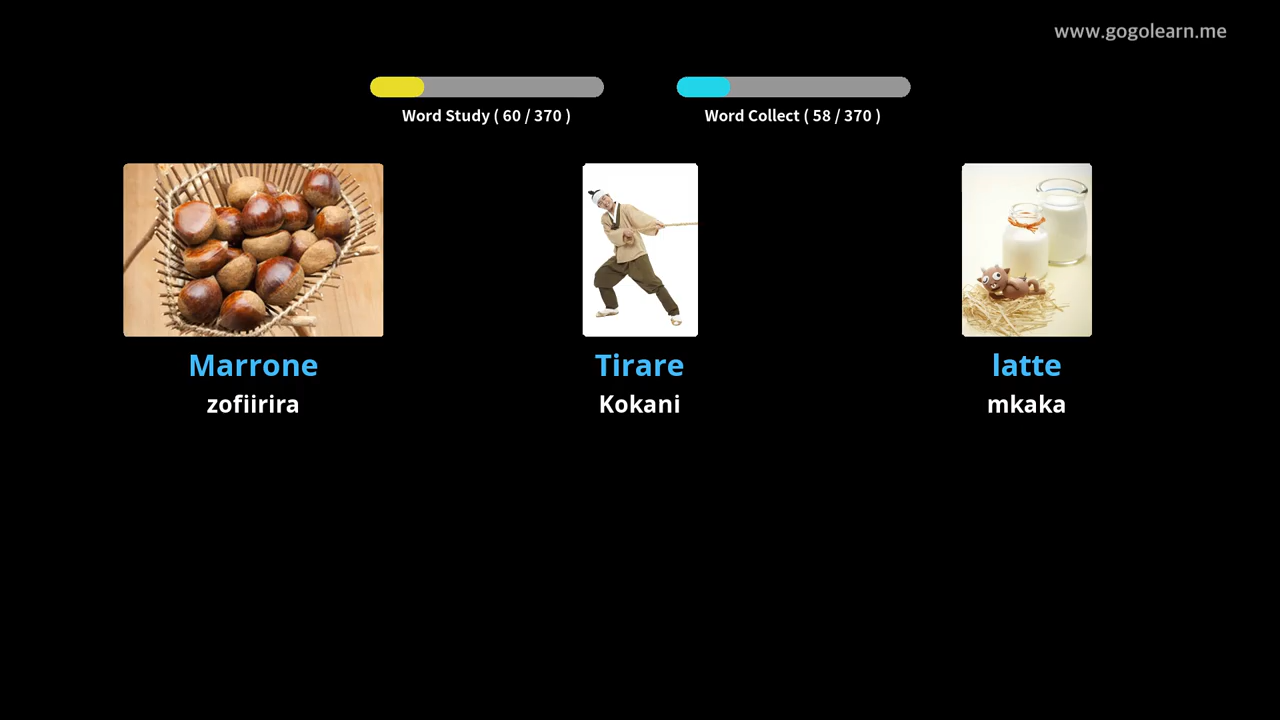 www.gogolearn.me
Word Study ( 60 / 370 )
Word Collect ( 58 / 370 )
Marrone
zofiirira
Tirare
Kokani
latte
mkaka